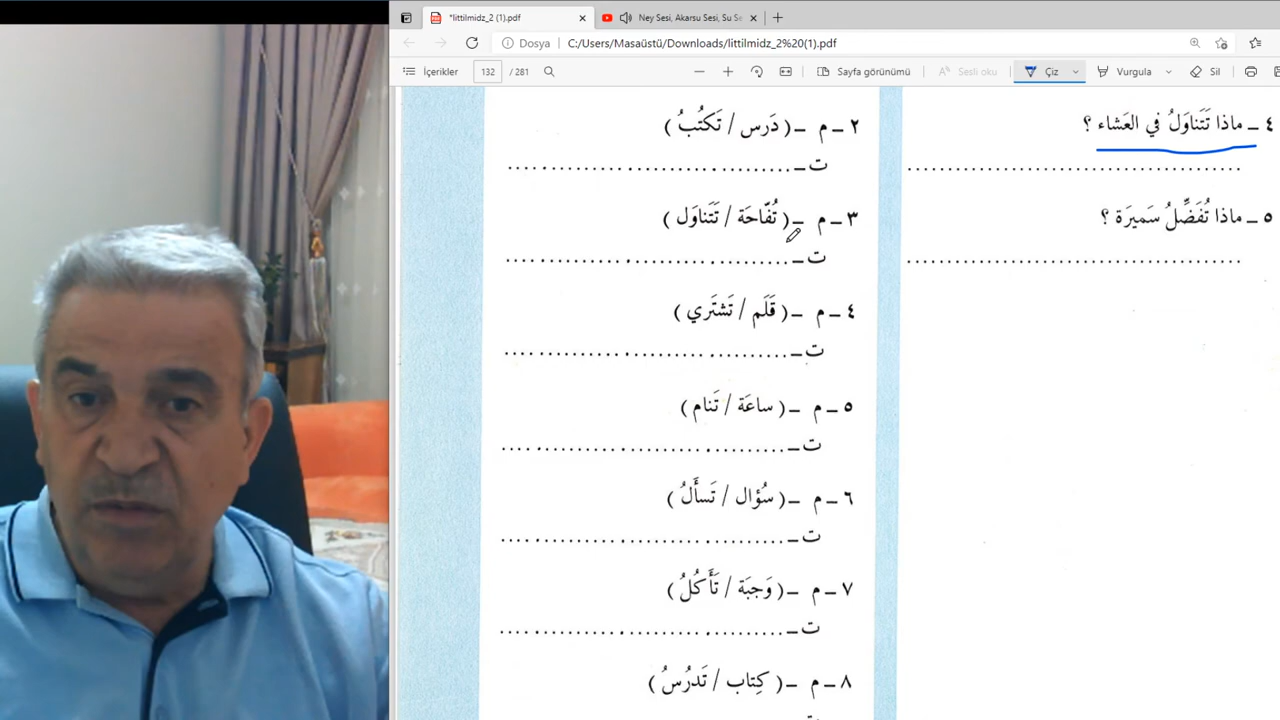 *littilmidz_2 (1).pdf
Ney Sesi, Akarsu Sesi, Su Se
Dosya C:/Users/Masaüstü/Downloads/littilmidz_2%20(1).pdf
İçerikler 132 / 281 Sayfa görünümü Sesli oku Çiz Vurgula Sil
٤ ـ ماذا تَتَناوَلُ في العَشاء ؟
........................................
٥ ـ ماذا تُفَضِّلُ سَميرَة ؟
........................................
٢ ـ م ـ ( دَرس / تَكتُبُ )
ت ـ ........................................
٣ ـ م ـ ( تُفّاحَة / تَتَناوَل )
ت ـ ........................................
٤ ـ م ـ ( قَلَم / تَشتَري )
ت ـ ........................................
٥ ـ م ـ ( ساعَة / تَنام )
ت ـ ........................................
٦ ـ م ـ ( سُؤال / تَسأَلُ )
ت ـ ........................................
٧ ـ م ـ ( وَجبَة / تَأكُلُ )
ت ـ ........................................
٨ ـ م ـ ( كِتاب / تَدرُسُ )